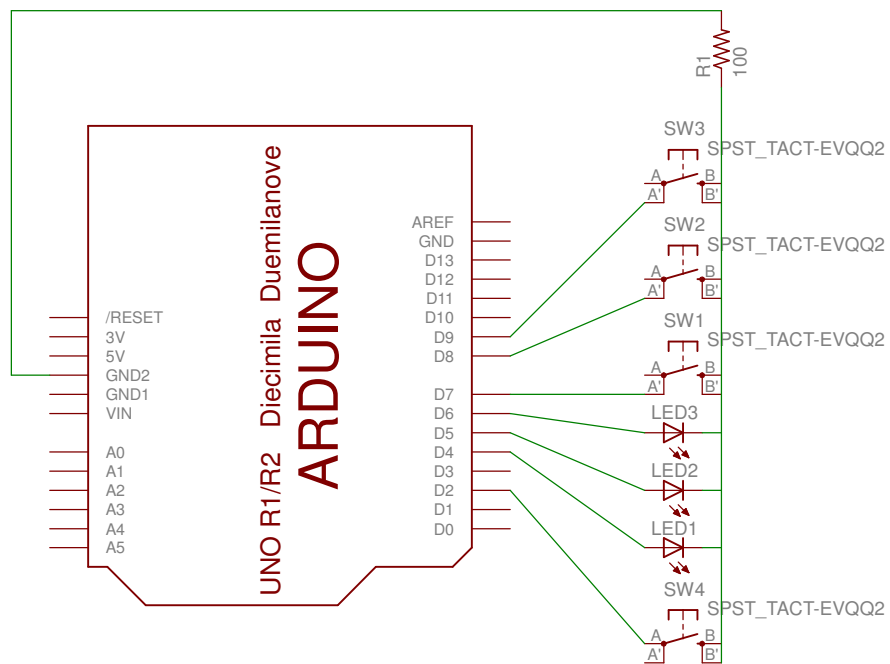 R1
100
SW3
SPST_TACT-EVQQ2
A
B
A'
B'
SW2
SPST_TACT-EVQQ2
A
B
A'
B'
SW1
SPST_TACT-EVQQ2
A
B
A'
B'
LED3
LED2
LED1
SW4
SPST_TACT-EVQQ2
A
B
A'
B'
UNO R1/R2 Diecimila Duemilanove
ARDUINO
/RESET
3V
5V
GND2
GND1
VIN
A0
A1
A2
A3
A4
A5
AREF
GND
D13
D12
D11
D10
D9
D8
D7
D6
D5
D4
D3
D2
D1
D0